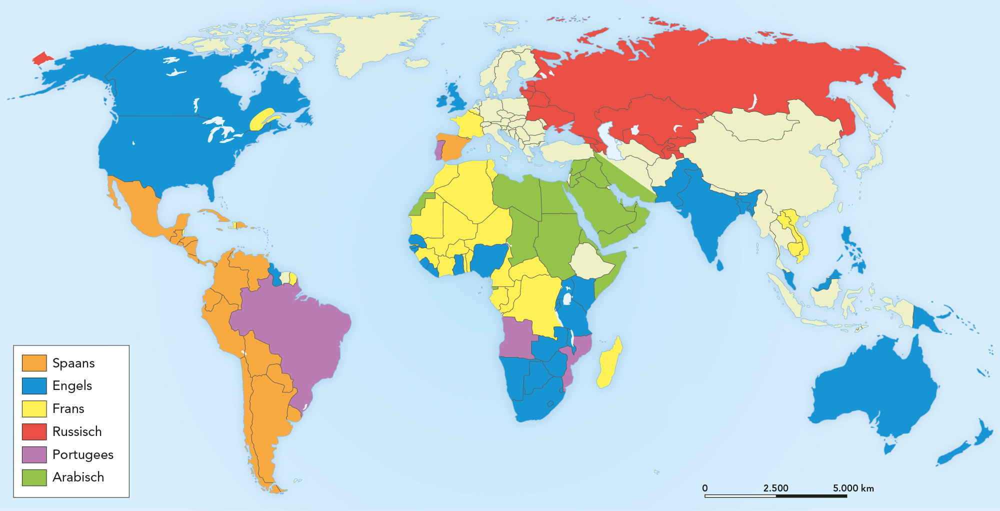 Spaans
Engels
Frans
Russisch
Portugees
Arabisch
0 2.500 5.000 km